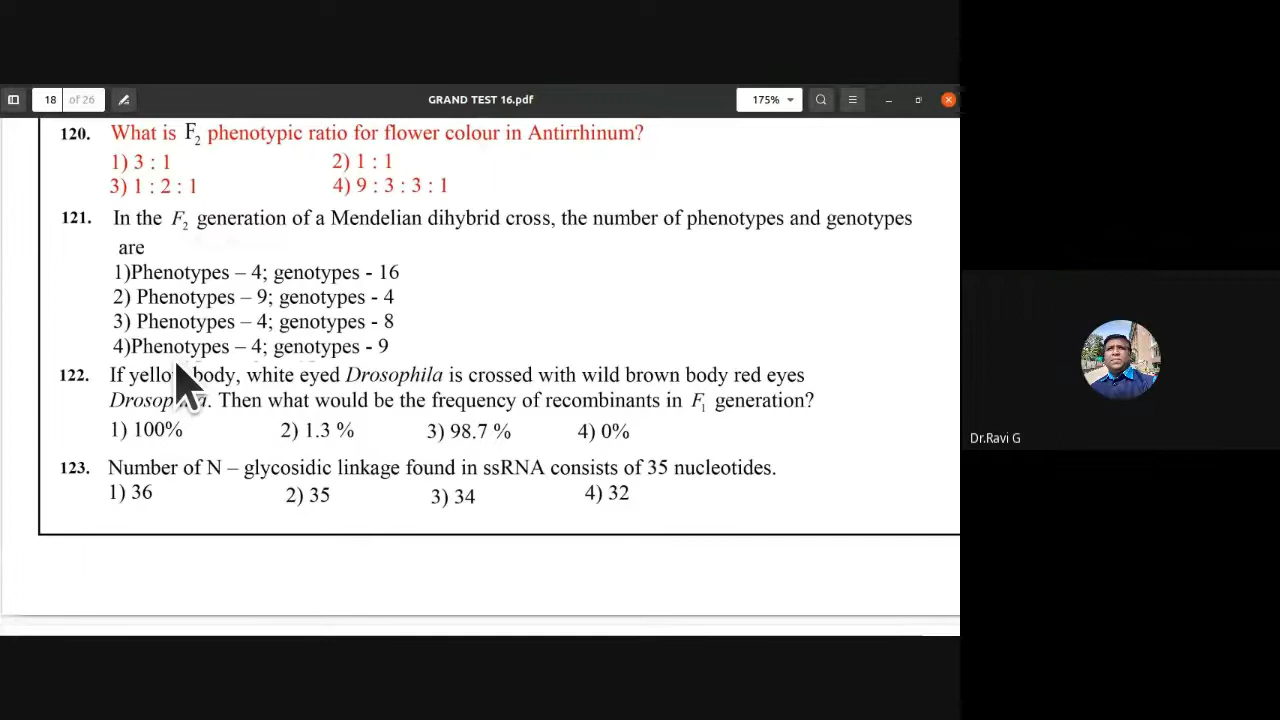 18 of 26 GRAND TEST 16.pdf 175%
120. What is F2 phenotypic ratio for flower colour in Antirrhinum?
1) 3 : 1 2) 1 : 1
3) 1 : 2 : 1 4) 9 : 3 : 3 : 1
121. In the F2 generation of a Mendelian dihybrid cross, the number of phenotypes and genotypes
are
1)Phenotypes – 4; genotypes - 16
2) Phenotypes – 9; genotypes - 4
3) Phenotypes – 4; genotypes - 8
4)Phenotypes – 4; genotypes - 9
122. If yellow body, white eyed Drosophila is crossed with wild brown body red eyes
Drosophila. Then what would be the frequency of recombinants in F1 generation?
1) 100% 2) 1.3 % 3) 98.7 % 4) 0%
Dr.Ravi G
123. Number of N – glycosidic linkage found in ssRNA consists of 35 nucleotides.
1) 36 2) 35 3) 34 4) 32